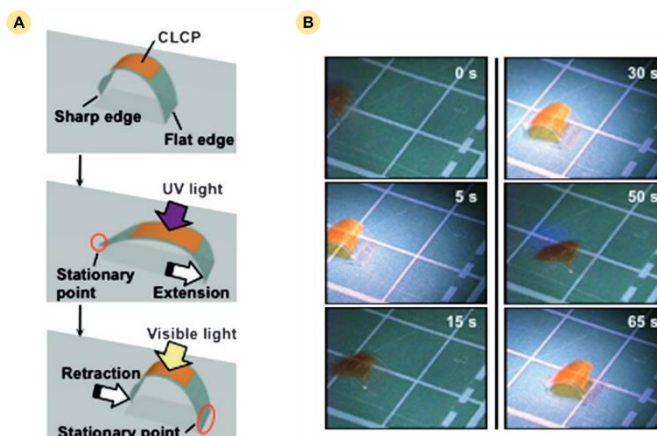 A
CLCP
Sharp edge
Flat edge
UV light
Stationary
point
Extension
Visible light
Retraction
Stationary point
B
0 s
30 s
5 s
50 s
15 s
65 s